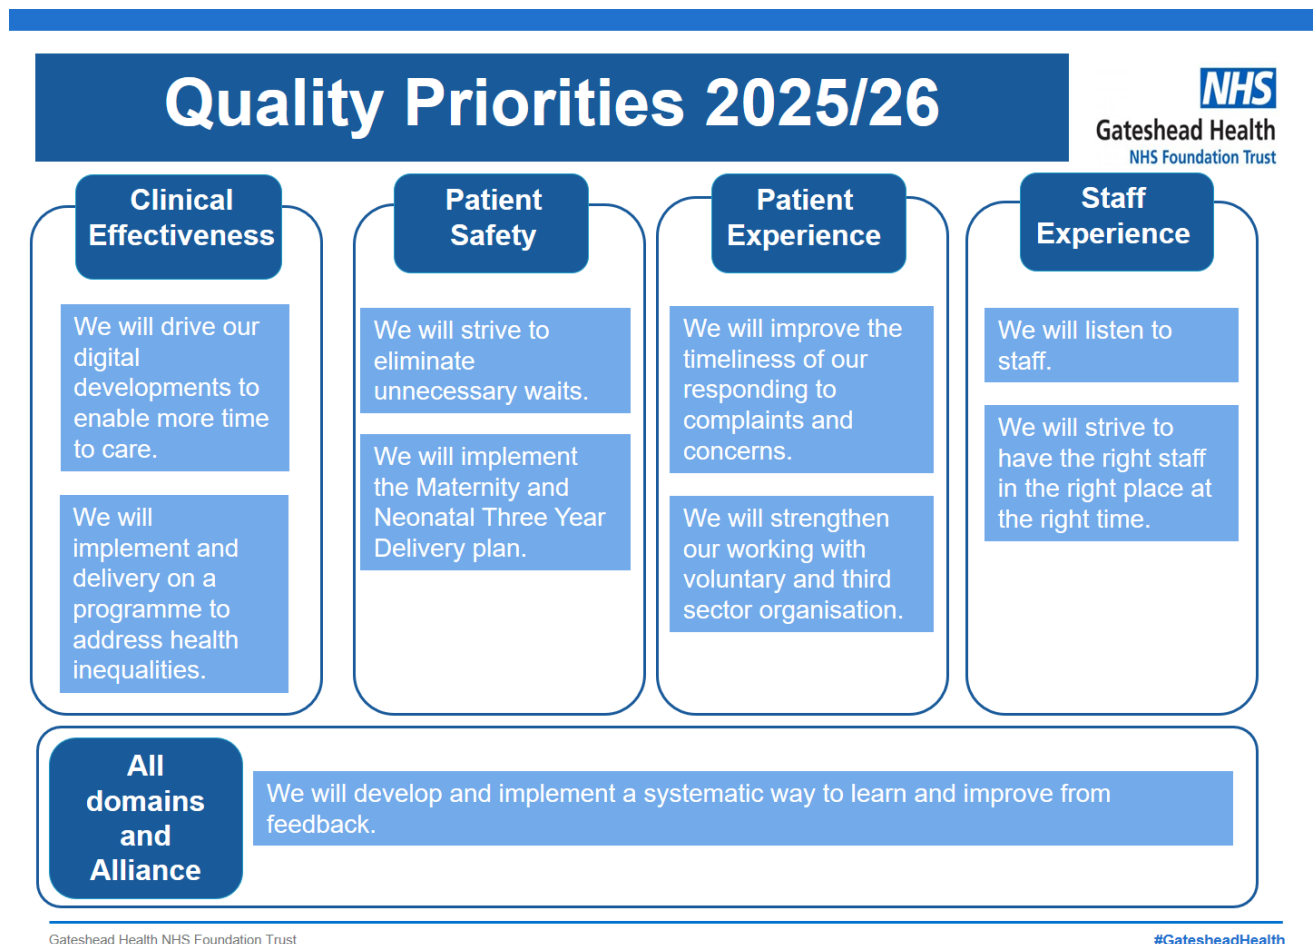 Quality Priorities 2025/26
NHS
Gateshead Health
NHS Foundation Trust
Clinical
Effectiveness
We will drive our
digital
developments to
enable more time
to care.
We will
implement and
delivery on a
programme to
address health
inequalities.
Patient
Safety
We will strive to
eliminate
unnecessary waits.
We will implement
the Maternity and
Neonatal Three Year
Delivery plan.
Patient
Experience
We will improve the
timeliness of our
responding to
complaints and
concerns.
We will strengthen
our working with
voluntary and third
sector organisation.
Staff
Experience
We will listen to
staff.
We will strive to
have the right staff
in the right place at
the right time.
All
domains
and
Alliance
We will develop and implement a systematic way to learn and improve from
feedback.
Gateshead Health NHS Foundation Trust
#GatesheadHealth